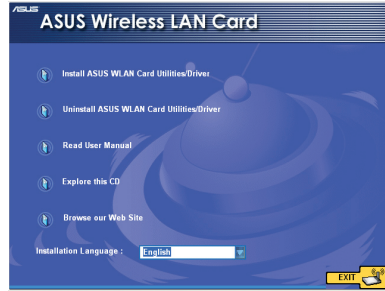 ASUS
ASUS Wireless LAN Card
Install ASUS WLAN Card Utilities/Driver
Uninstall ASUS WLAN Card Utilities/Driver
Read User Manual
Explore this CD
Browse our Web Site
Installation Language : English
EXIT